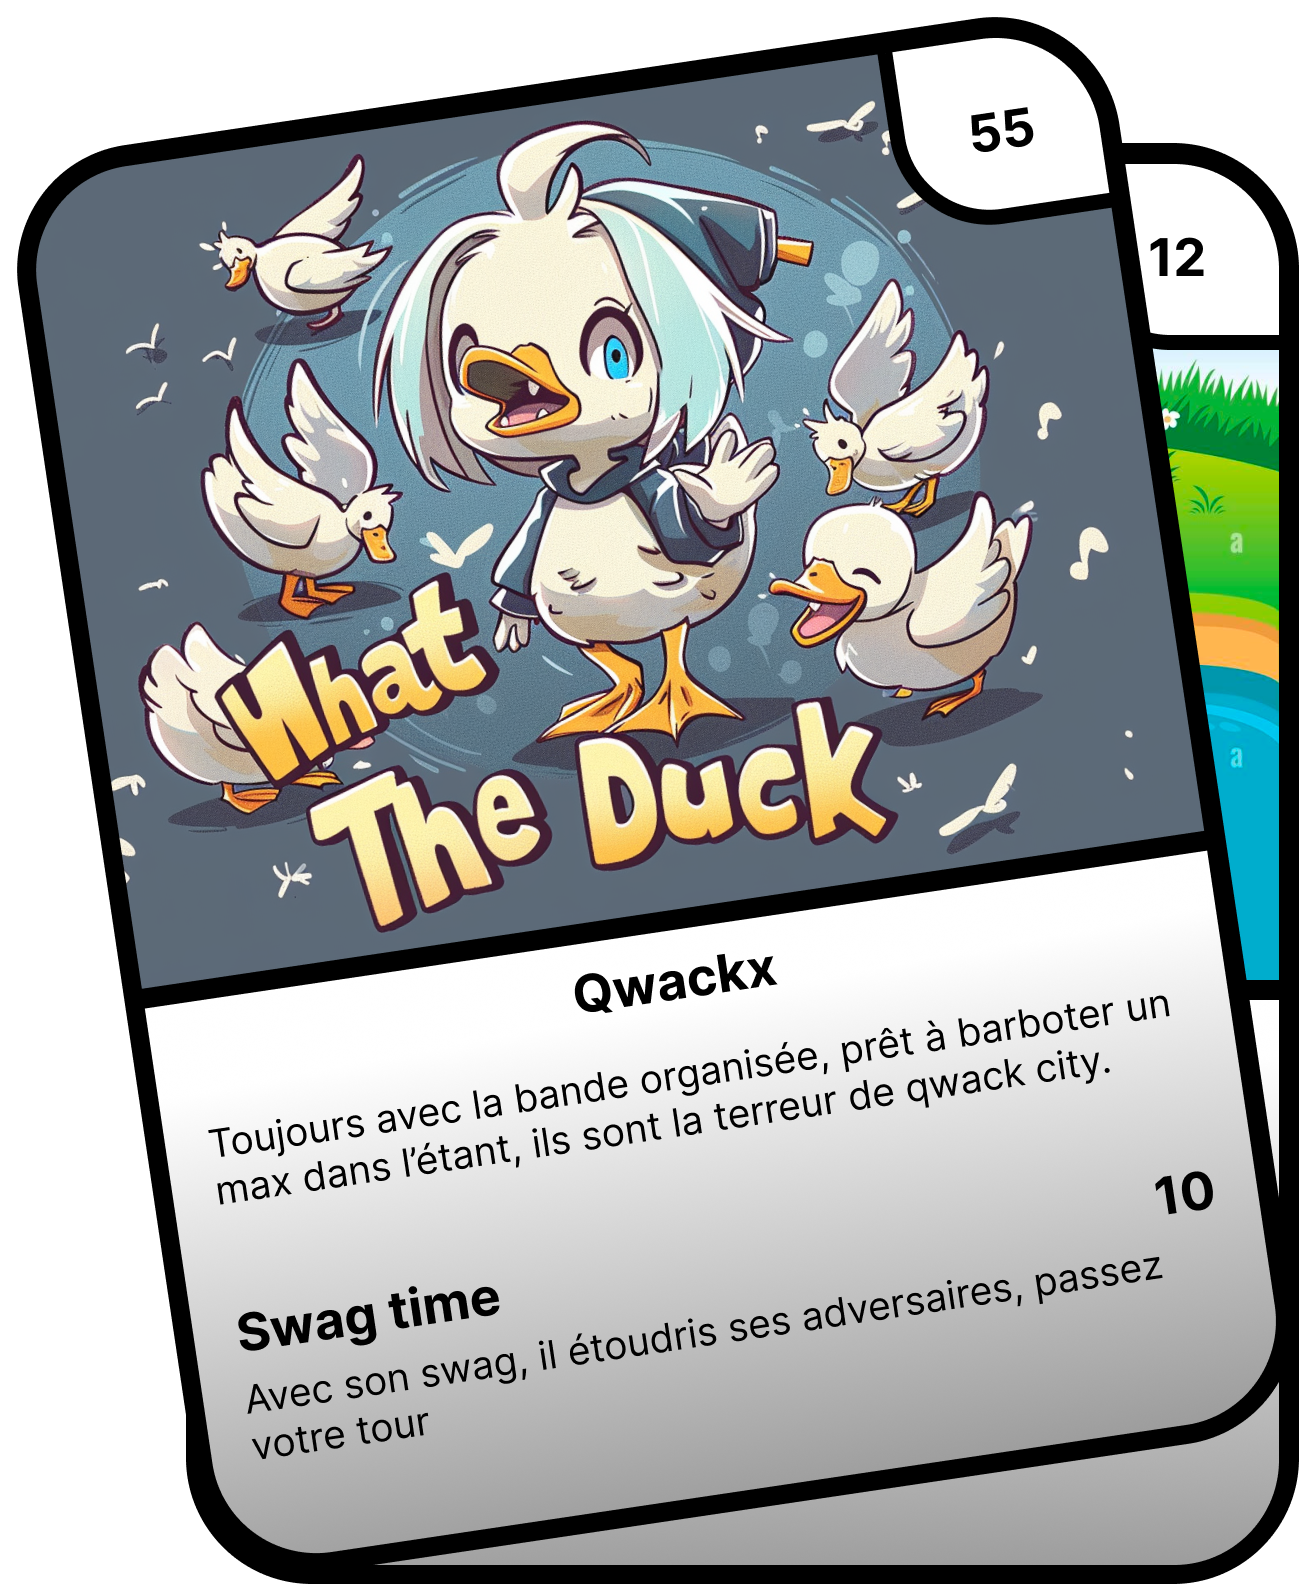 55
12
a
a
What
The Duck
Qwackx
Toujours avec la bande organisée, prêt à barboter un
max dans l’étant, ils sont la terreur de qwack city.
10
Swag time
Avec son swag, il étoudris ses adversaires, passez
votre tour